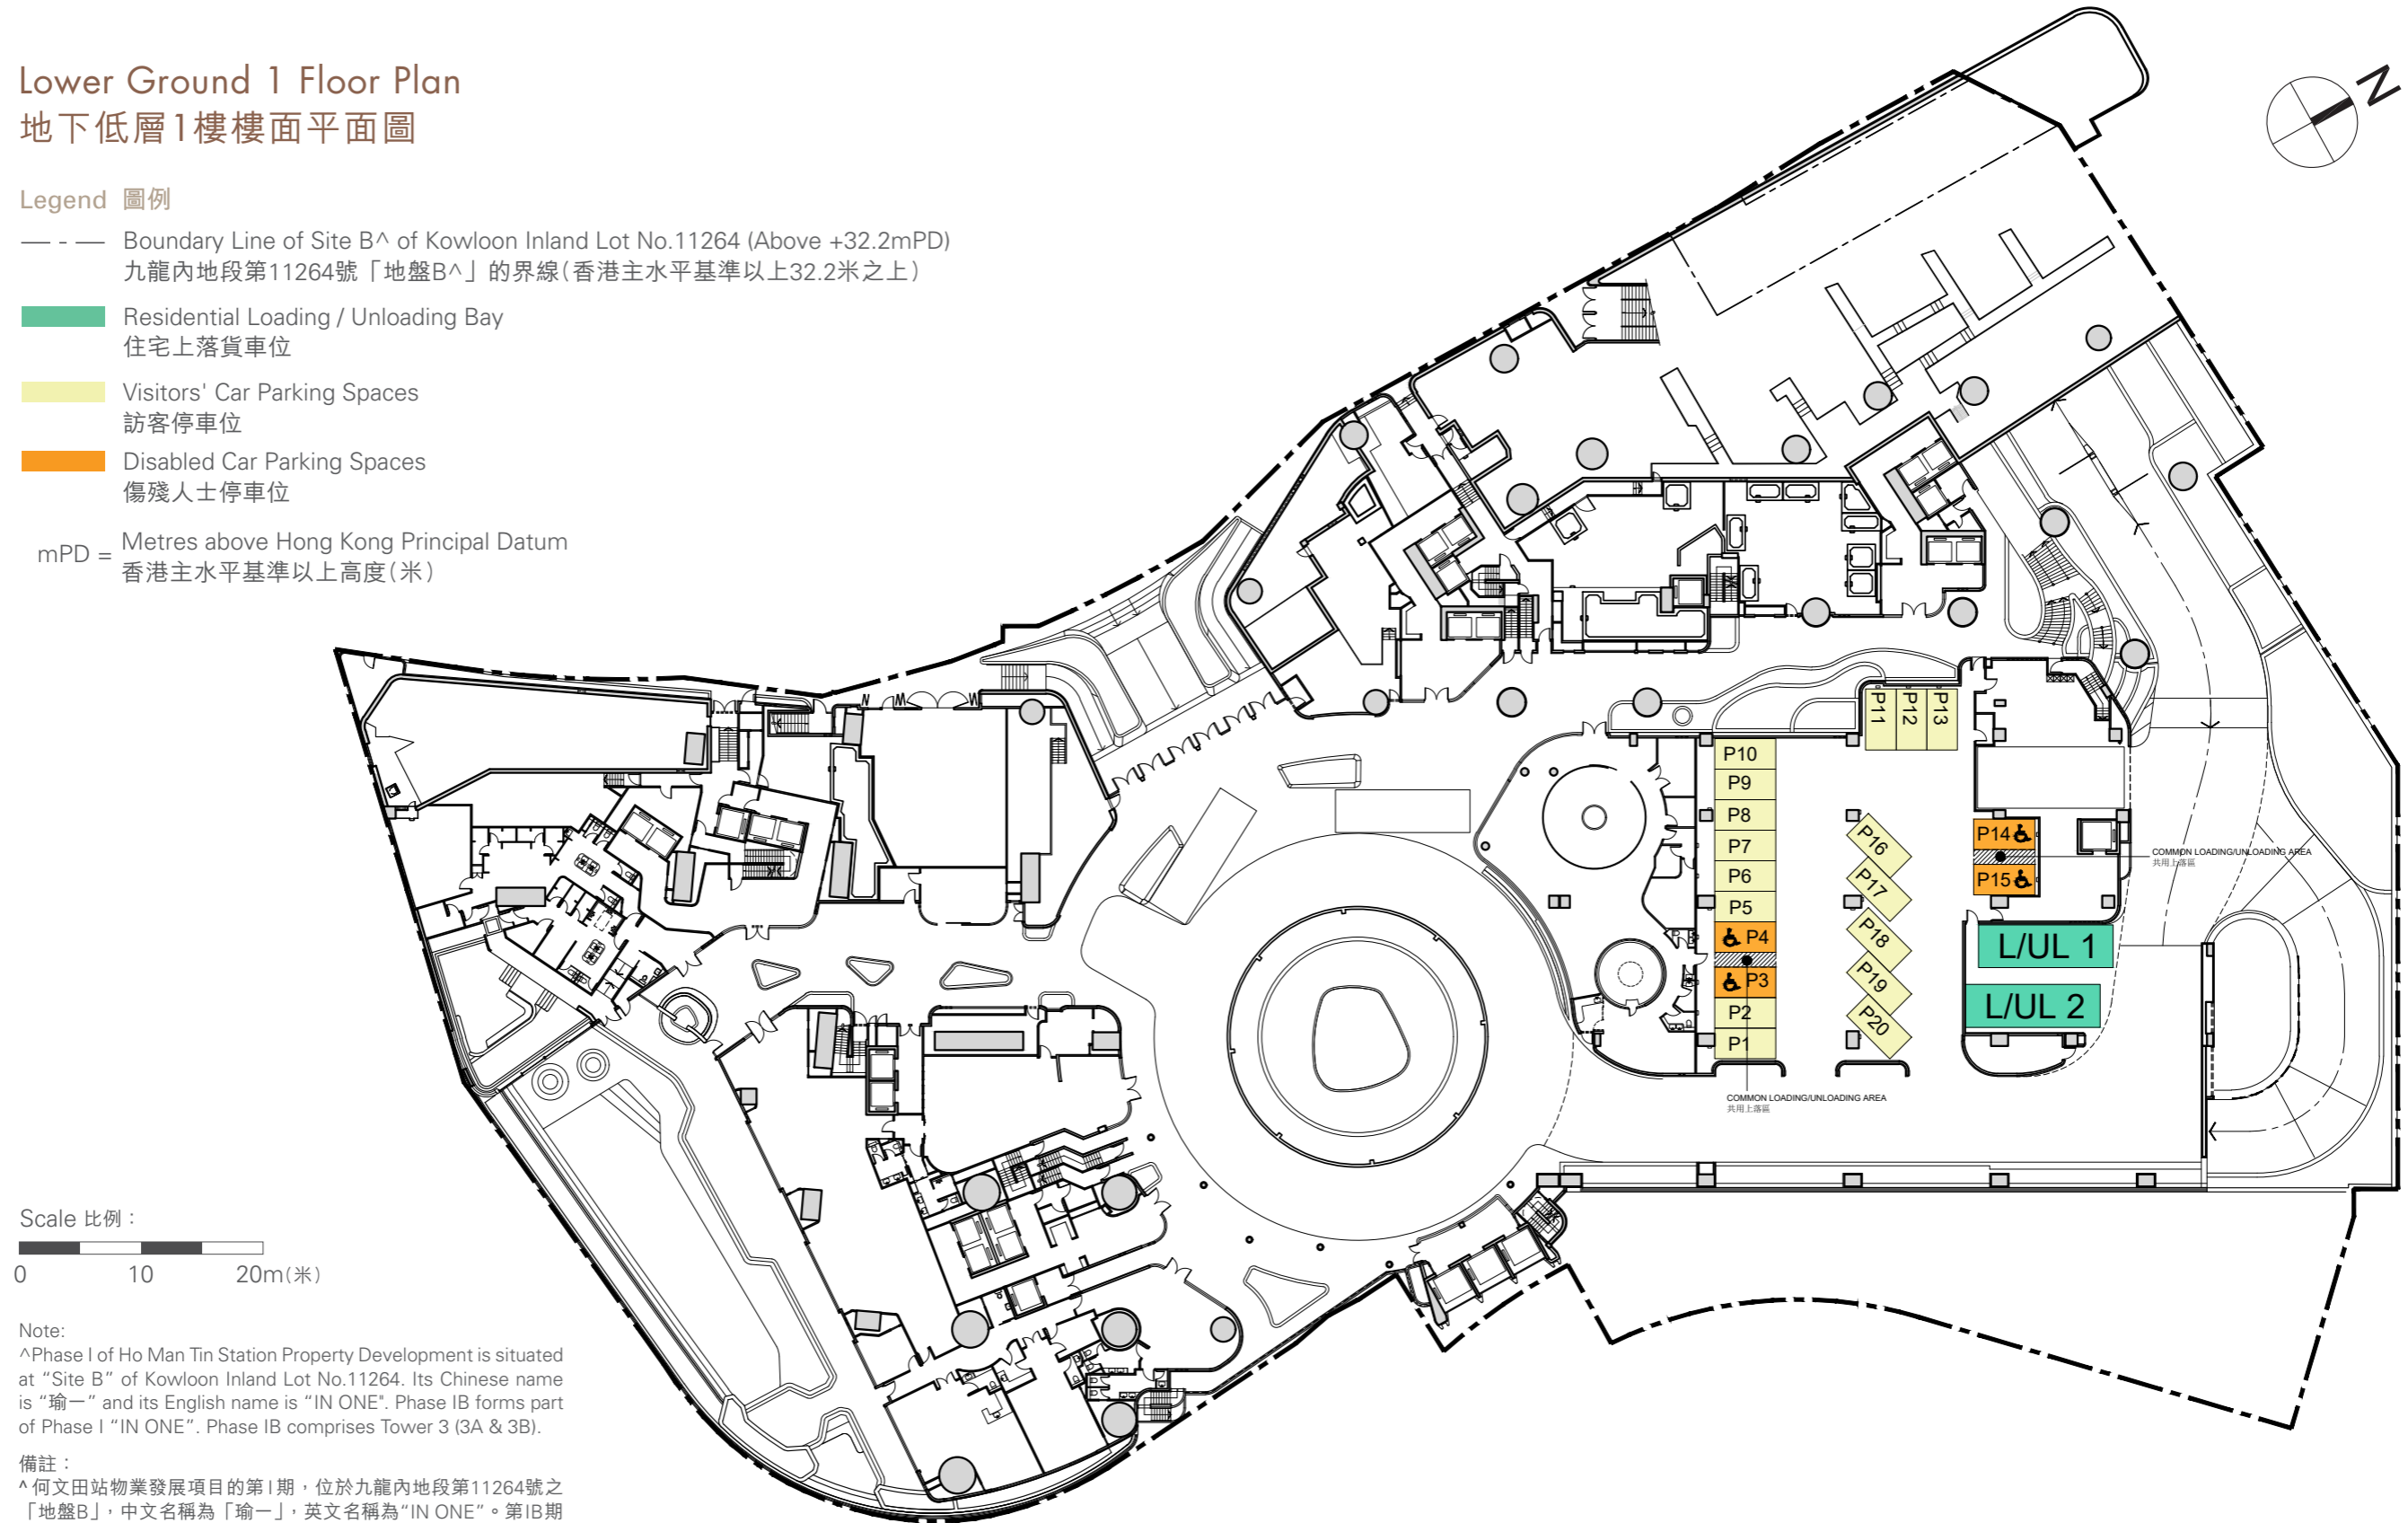 Lower Ground 1 Floor Plan
地下低層1樓樓面平面圖
N
Legend 圖例
Boundary Line of Site B^ of Kowloon Inland Lot No.11264 (Above +32.2mPD)
九龍內地段第11264號「地盤B^」的界線(香港主水平基準以上32.2米之上)
Residential Loading / Unloading Bay
住宅上落貨車位
Visitors' Car Parking Spaces
訪客停車位
Disabled Car Parking Spaces
傷殘人士停車位
mPD = Metres above Hong Kong Principal Datum
香港主水平基準以上高度(米)
P11
P12
P13
P10
P9
P8
P7
P6
P5
P4
P3
P2
P1
P16
P17
P18
P19
P20
P14
P15
COMMON LOADING/UNLOADING AREA
共用上落區
L/UL 1
L/UL 2
COMMON LOADING/UNLOADING AREA
共用上落區
Scale 比例：
0 10 20m(米)
Note:
^Phase I of Ho Man Tin Station Property Development is situated
at “Site B” of Kowloon Inland Lot No.11264. Its Chinese name
is “瑜一” and its English name is “IN ONE". Phase IB forms part
of Phase I “IN ONE”. Phase IB comprises Tower 3 (3A & 3B).
備註：
^何文田站物業發展項目的第I期，位於九龍內地段第11264號之
「地盤B」，中文名稱為「瑜一」，英文名稱為“IN ONE”。第IB期